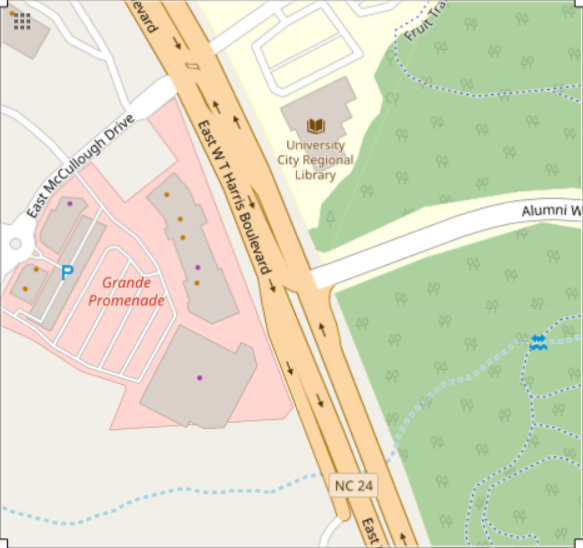 evard
Fruit Tra
East McCullough Drive
East W T Harris Boulevard
University
City Regional
Library
Alumni W
P
Grande
Promenade
NC 24
East